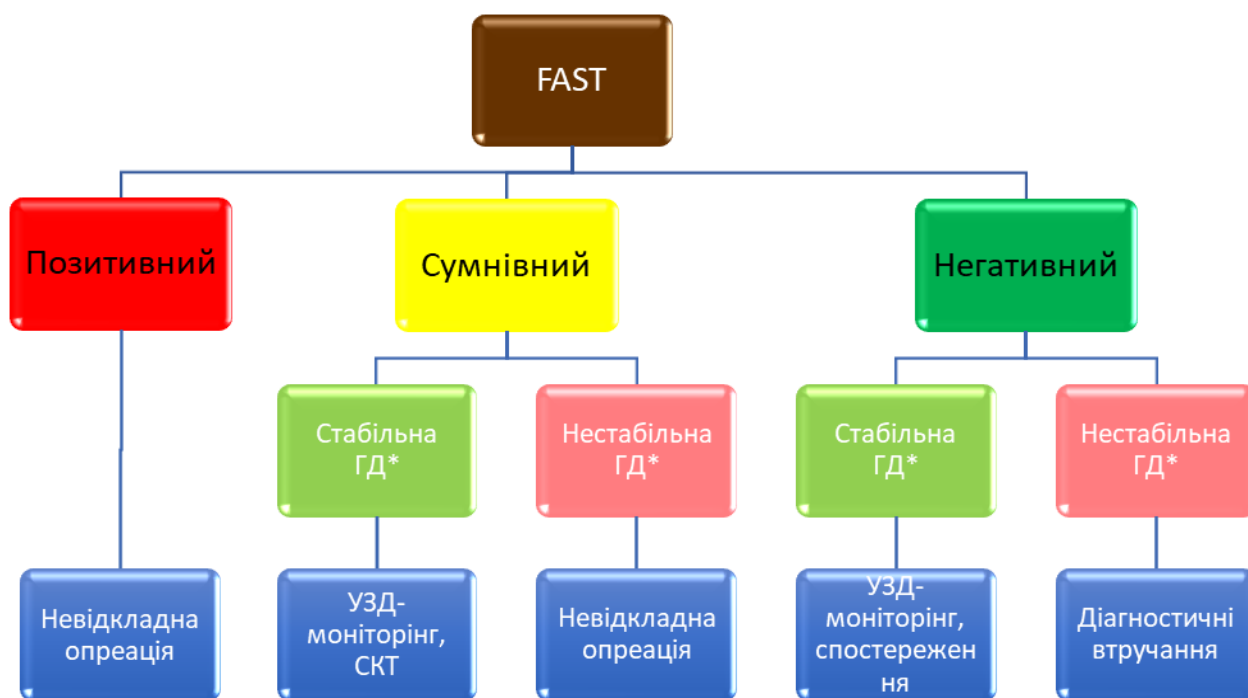 FAST
Позитивний
Сумнівний
Негативний
Стабільна
ГД*
Нестабільна
ГД*
Стабільна
ГД*
Нестабільна
ГД*
Невідкладна
опреація
УЗД-
моніторінг,
СКТ
Невідкладна
опреація
УЗД-
моніторінг,
спостережен
ня
Діагностичні
втручання